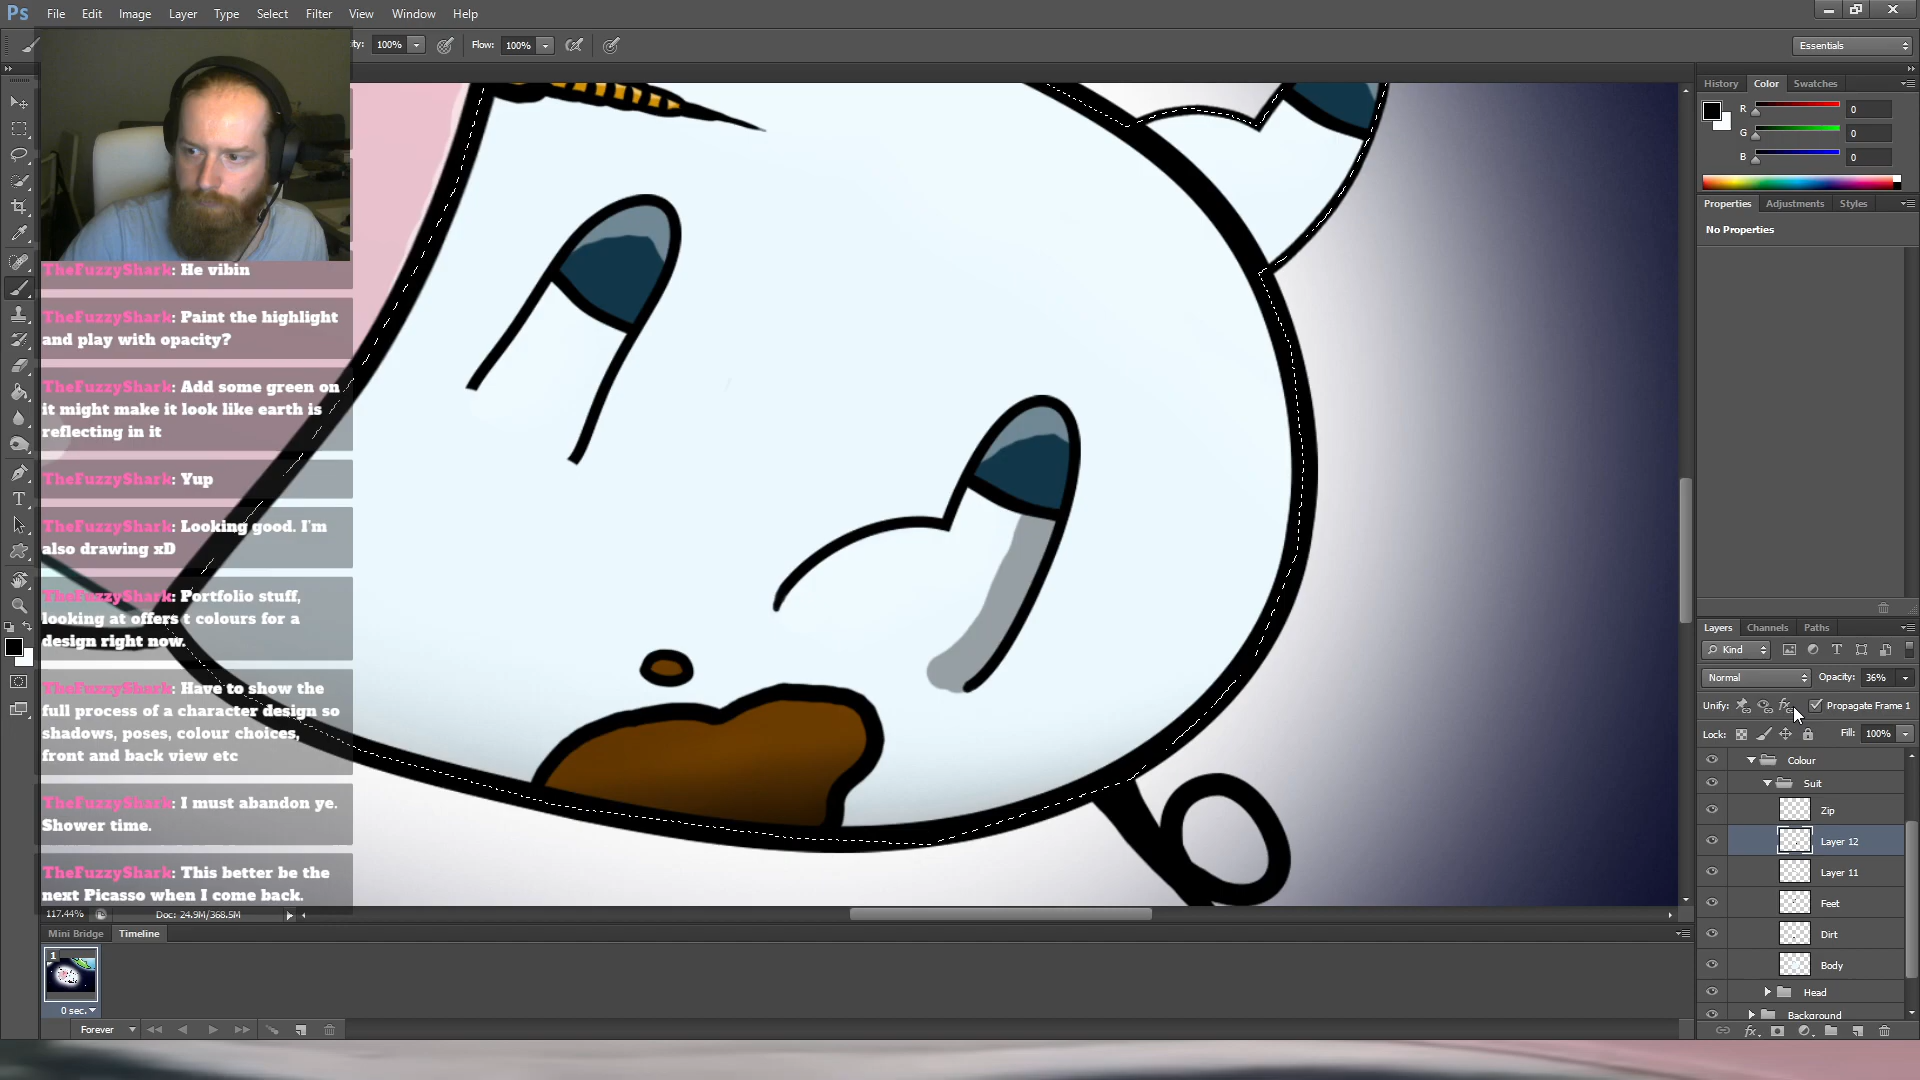 Ps File Edit Image Layer Type Select Filter View Window Help
ity: 100% Flow: 100% Essentials
TheFuzzyShark: He vibin
TheFuzzyShark: Paint the highlight
and play with opacity?
TheFuzzyShark: Add some green on
it might make it look like earth is
reflecting in it
TheFuzzyShark: Yup
TheFuzzyShark: Looking good. I'm
also drawing xD
TheFuzzyShark: Portfolio stuff,
looking at offers t colours for a
design right now.
TheFuzzyShark: Have to show the
full process of a character design so
shadows, poses, colour choices,
front and back view etc
TheFuzzyShark: I must abandon ye.
Shower time.
TheFuzzyShark: This better be the
next Picasso when I come back.
117.44% Doc: 24.9M/368.5M
Mini Bridge Timeline
1
0 sec.
Forever
History Color Swatches
R 0
G 0
B 0
Properties Adjustments Styles
No Properties
Layers Channels Paths
Kind
Normal Opacity: 36%
Unify: Propagate Frame 1
Lock: Fill: 100%
Colour
Suit
Zip
Layer 12
Layer 11
Feet
Dirt
Body
Head
Background
fx